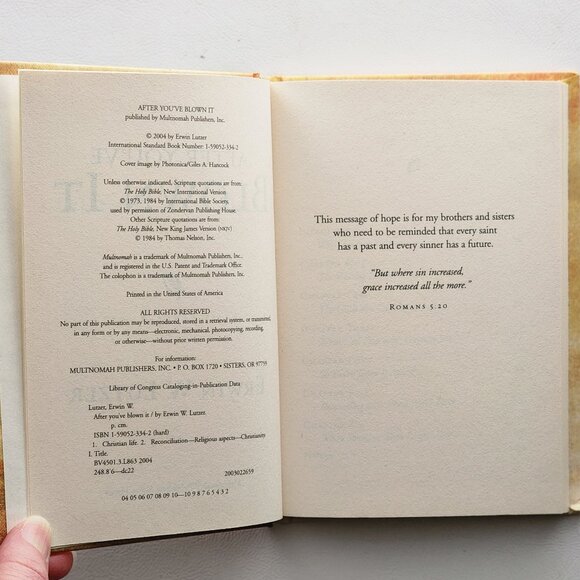 AFTER YOU'VE BLOWN IT
published by Multnomah Publishers, Inc.
© 2004 by Erwin Lutzer
International Standard Book Number: 1-59052-334-2
Cover image by Photonica/Giles A. Hancock
Unless otherwise indicated, Scripture quotations are from:
The Holy Bible, New International Version
© 1973, 1984 by International Bible Society,
used by permission of Zondervan Publishing House
Other Scripture quotations are from:
The Holy Bible, New King James Version (NKJV)
© 1984 by Thomas Nelson, Inc.
Multnomah is a trademark of Multnomah Publishers, Inc.,
and is registered in the U.S. Patent and Trademark Office.
The colophon is a trademark of Multnomah Publishers, Inc.
Printed in the United States of America
ALL RIGHTS RESERVED
No part of this publication may be reproduced, stored in a retrieval system, or transmitted,
in any form or by any means—electronic, mechanical, photocopying, recording,
or otherwise—without prior written permission.
For information:
MULTNOMAH PUBLISHERS, INC. • P. O. BOX 1720 • SISTERS, OR 97759
Library of Congress Cataloging-in-Publication Data
Lutzer, Erwin W.
After you've blown it / by Erwin W. Lutzer.
p. cm.
ISBN 1-59052-334-2 (hard)
1. Christian life. 2. Reconciliation—Religious aspects—Christianity
I. Title.
BV4501.3.L863 2004
248.8'6—dc22
2003022659
04 05 06 07 08 09 10—10 9 8 7 6 5 4 3 2
This message of hope is for my brothers and sisters
who need to be reminded that every saint
has a past and every sinner has a future.
"But where sin increased,
grace increased all the more."
ROMANS 5:20